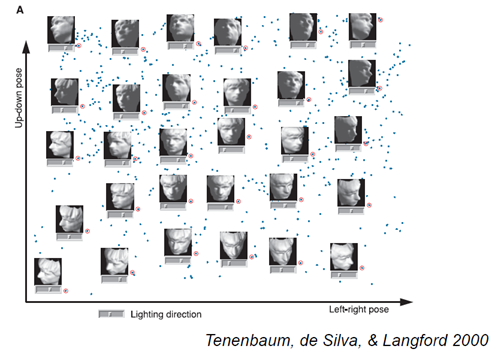 A
Up-down pose
Left-right pose
Lighting direction
Tenenbaum, de Silva, & Langford 2000